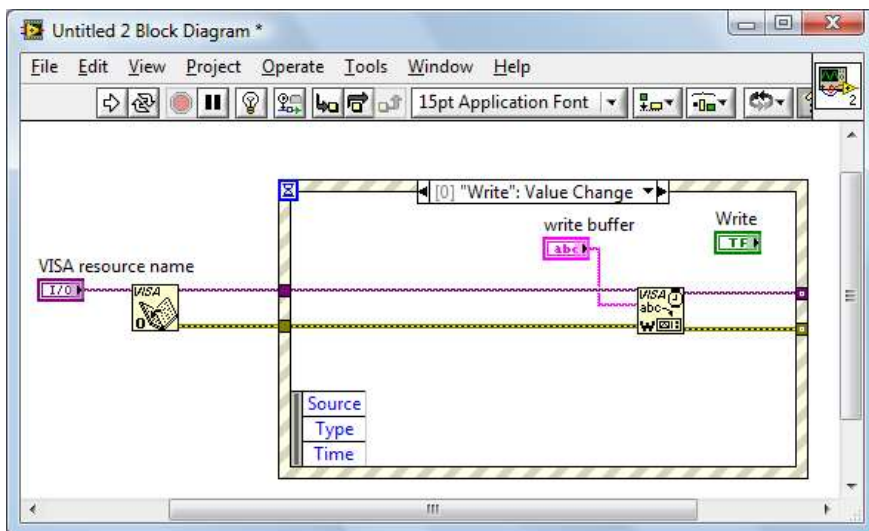 Untitled 2 Block Diagram *
File Edit View Project Operate Tools Window Help
15pt Application Font
2
[0] "Write": Value Change
write buffer
Write
abc
TF
VISA resource name
I/O
VISA
0
VISA
abc
W
Source
Type
Time